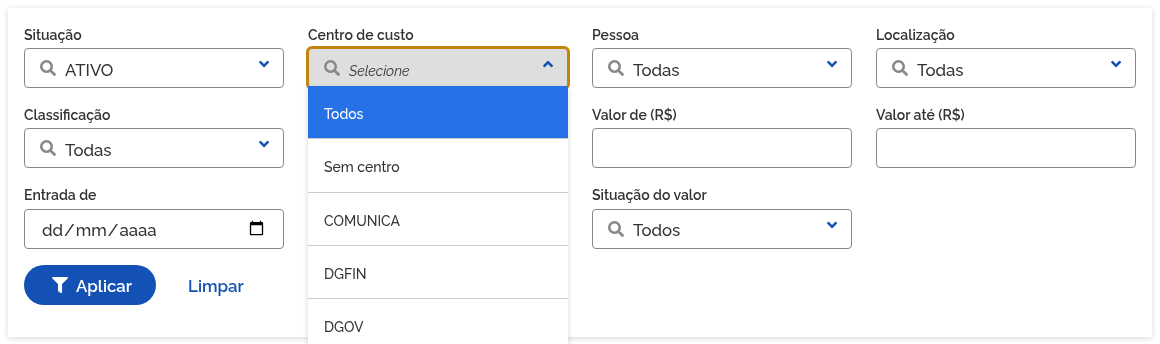 Situação
Centro de custo
Pessoa
Localização
ATIVO
Selecione
Todas
Todas
Classificação
Todos
Valor de (R$)
Valor até (R$)
Todas
Sem centro
Entrada de
Situação do valor
dd/mm/aaaa
COMUNICA
Todos
Aplicar
Limpar
DGFIN
DGOV